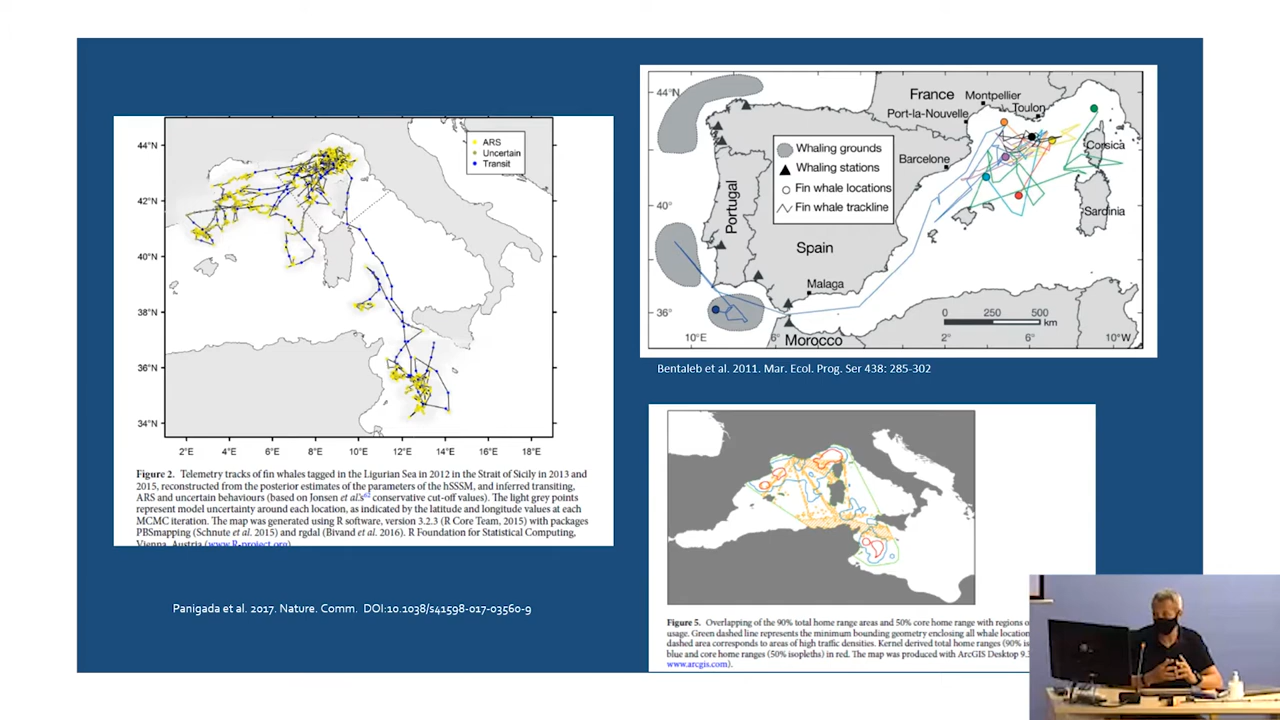 44°N
42°N
40°N
38°N
36°N
34°N
2°E 4°E 6°E 8°E 10°E 12°E 14°E 16°E 18°E
ARS
Uncertain
Transit
Figure 2. Telemetry tracks of fin whales tagged in the Ligurian Sea in 2012 in the Strait of Sicily in 2013 and
2015, reconstructed from the posterior estimates of the parameters of the hSSSM, and inferred transiting,
ARS and uncertain behaviours (based on Jonsen et al.'s62 conservative cut-off values). The light grey points
represent model uncertainty around each location, as indicated by the latitude and longitude values at each
MCMC iteration. The map was generated using R software, version 3.2.3 (R Core Team, 2015) with packages
PBSmapping (Schnute et al. 2015) and rgdal (Bivand et al. 2016). R Foundation for Statistical Computing,
Vienna, Austria (www.R-project.org)
Panigada et al. 2017. Nature. Comm. DOI:10.1038/s41598-017-03560-9
44°N
40°
36°
10°E 6° 2° 6° 10°W
France
Montpellier
Port-la-Nouvelle
Toulon
Corsica
Barcelone
Sardinia
Portugal
Spain
Malaga
Morocco
Whaling grounds
Whaling stations
Fin whale locations
Fin whale trackline
0 250 500
km
Bentaleb et al. 2011. Mar. Ecol. Prog. Ser 438: 285-302
Figure 5. Overlapping of the 90% total home range areas and 50% core home range with regions o
usage. Green dashed line represents the minimum bounding geometry enclosing all whale location
dashed area corresponds to areas of high traffic densities. Kernel derived total home ranges (90% is
blue and core home ranges (50% isopleths) in red. The map was produced with ArcGIS Desktop 9.3
www.arcgis.com).